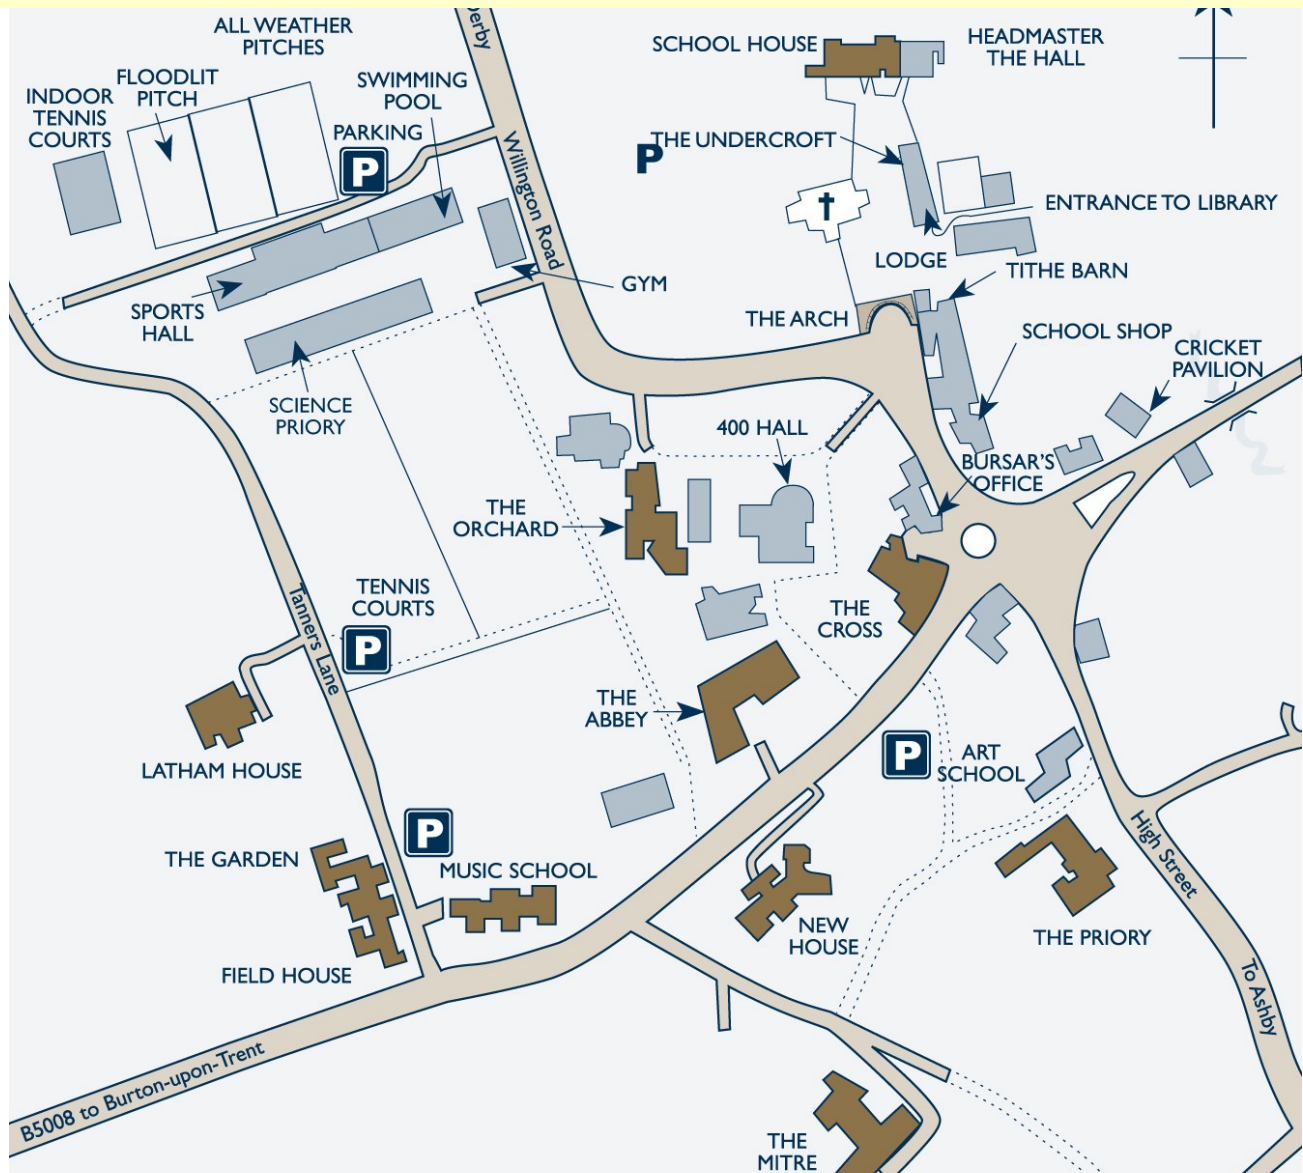 ALL WEATHER
PITCHES
FLOODLIT
PITCH
INDOOR
TENNIS
COURTS
SWIMMING
POOL
PARKING
P
Derby
Willington Road
SCHOOL HOUSE
HEADMASTER
THE HALL
P
THE UNDERCROFT
ENTRANCE TO LIBRARY
LODGE
TITHE BARN
GYM
SPORTS
HALL
THE ARCH
SCHOOL SHOP
CRICKET
PAVILION
SCIENCE
PRIORY
400 HALL
BURSAR'S
OFFICE
THE
ORCHARD
TENNIS
COURTS
P
Tanners Lane
THE
CROSS
THE
ABBEY
LATHAM HOUSE
P
ART
SCHOOL
P
THE GARDEN
MUSIC SCHOOL
High Street
NEW
HOUSE
THE PRIORY
FIELD HOUSE
To Ashby
B5008 to Burton-upon-Trent
THE
MITRE